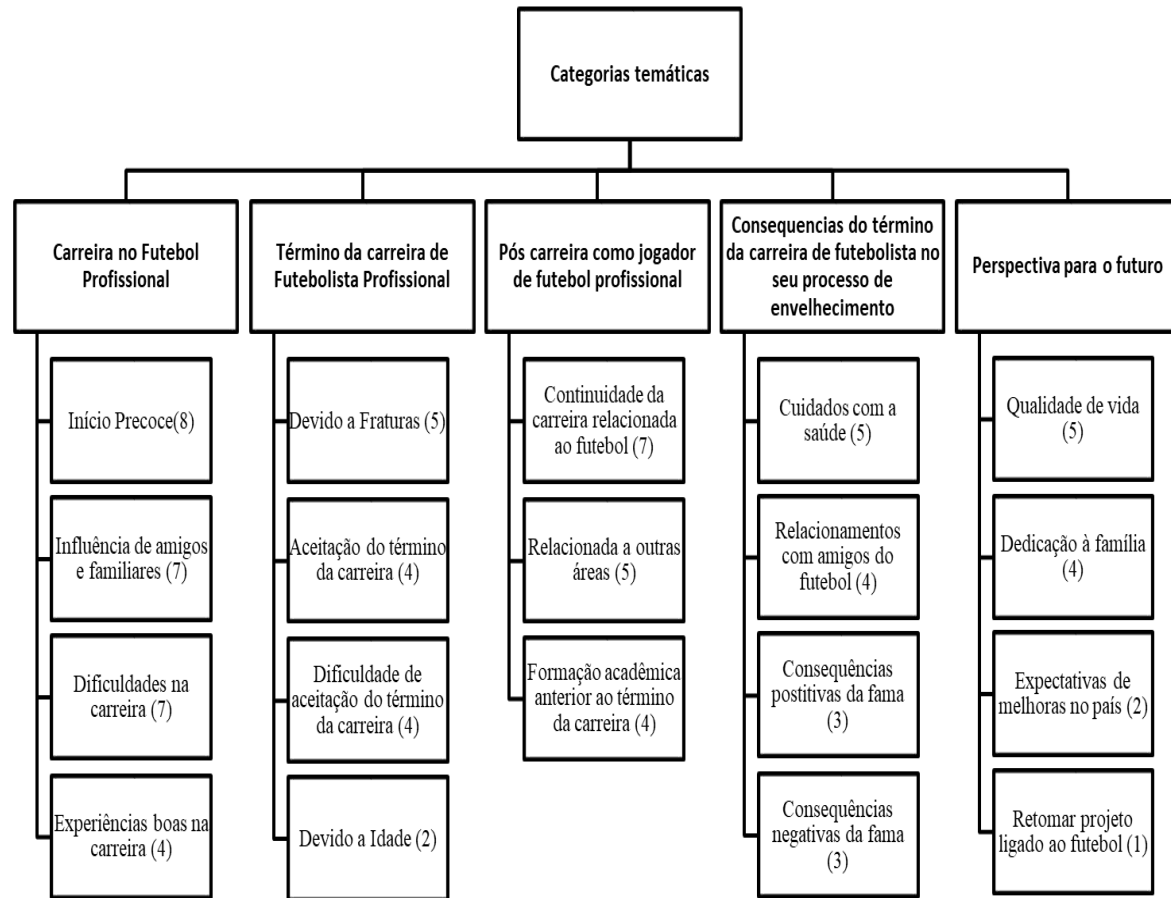 Categorias temáticas
Carreira no Futebol
Profissional
Início Precoce(8)
Influência de amigos
e familiares (7)
Dificuldades na
carreira (7)
Experiências boas na
carreira (4)
Término da carreira de
Futebolista Profissional
Devido a Fraturas (5)
Aceitação do término
da carreira (4)
Dificuldade de
aceitação do término
da carreira (4)
Devido a Idade (2)
Pós carreira como jogador
de futebol profissional
Continuidade da
carreira relacionada
ao futebol (7)
Relacionada a outras
áreas (5)
Formação acadêmica
anterior ao término
da carreira (4)
Consequencias do término
da carreira de futebolista no
seu processo de
envelhecimento
Cuidados com a
saúde (5)
Relacionamentos
com amigos do
futebol (4)
Consequências
postitivas da fama
(3)
Consequências
negativas da fama
(3)
Perspectiva para o futuro
Qualidade de vida
(5)
Dedicação à família
(4)
Expectativas de
melhoras no país (2)
Retomar projeto
ligado ao futebol (1)